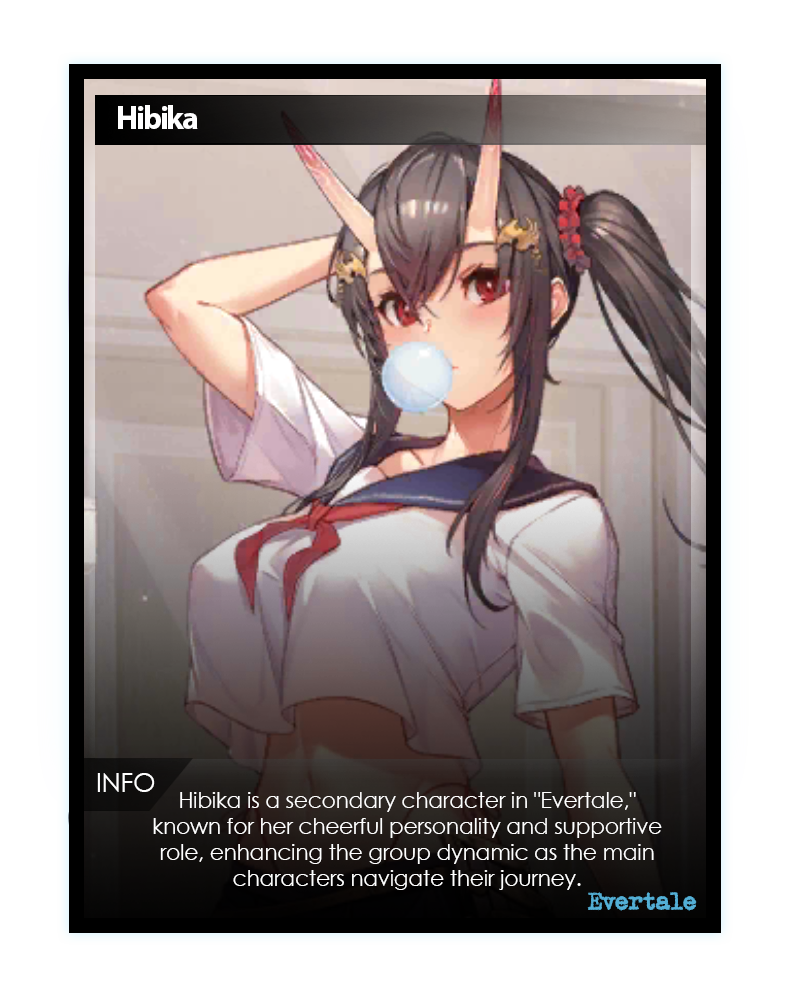 Hibika
INFO
Hibika is a secondary character in "Evertale,"
known for her cheerful personality and supportive
role, enhancing the group dynamic as the main
characters navigate their journey.
Evertale